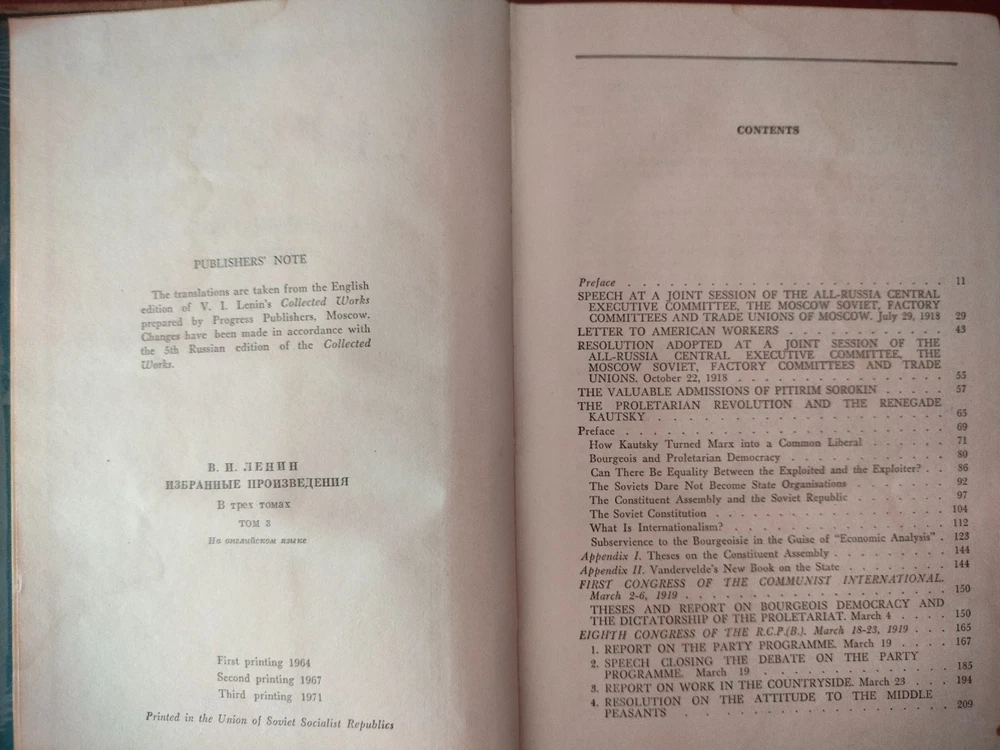 PUBLISHERS' NOTE
The translations are taken from the English
edition of V. I. Lenin's Collected Works
prepared by Progress Publishers, Moscow.
Changes have been made in accordance with
the 5th Russian edition of the Collected
Works.
В. И. ЛЕНИН
ИЗБРАННЫЕ ПРОИЗВЕДЕНИЯ
В трех томах
ТОМ 3
На английском языке
First printing 1964
Second printing 1967
Third printing 1971
Printed in the Union of Soviet Socialist Republics
CONTENTS
Preface . . . . . . . . . . . . . . . . . . . . 11
SPEECH AT A JOINT SESSION OF THE ALL-RUSSIA CENTRAL
EXECUTIVE COMMITTEE, THE MOSCOW SOVIET, FACTORY
COMMITTEES AND TRADE UNIONS OF MOSCOW. July 29, 1918 29
LETTER TO AMERICAN WORKERS . . . . . . . . . . 43
RESOLUTION ADOPTED AT A JOINT SESSION OF THE
ALL-RUSSIA CENTRAL EXECUTIVE COMMITTEE, THE
MOSCOW SOVIET, FACTORY COMMITTEES AND TRADE
UNIONS. October 22, 1918 . . . . . . . . . . . . . 55
THE VALUABLE ADMISSIONS OF PITIRIM SOROKIN . . . . 57
THE PROLETARIAN REVOLUTION AND THE RENEGADE
KAUTSKY . . . . . . . . . . . . . . . . . . . 65
Preface . . . . . . . . . . . . . . . . . . . . 69
How Kautsky Turned Marx into a Common Liberal . . . . . 71
Bourgeois and Proletarian Democracy . . . . . . . . . 80
Can There Be Equality Between the Exploited and the Exploiter? . . 86
The Soviets Dare Not Become State Organisations . . . . . . 92
The Constituent Assembly and the Soviet Republic . . . . . . 97
The Soviet Constitution . . . . . . . . . . . . . . 104
What Is Internationalism? . . . . . . . . . . . . . 112
Subservience to the Bourgeoisie in the Guise of "Economic Analysis" . 123
Appendix I. Theses on the Constituent Assembly . . . . . . . 144
Appendix II. Vandervelde's New Book on the State . . . . . . 144
FIRST CONGRESS OF THE COMMUNIST INTERNATIONAL.
March 2-6, 1919 . . . . . . . . . . . . . . . . 150
THESES AND REPORT ON BOURGEOIS DEMOCRACY AND
THE DICTATORSHIP OF THE PROLETARIAT. March 4 . . . . 150
EIGHTH CONGRESS OF THE R.C.P.(B.). March 18-23, 1919 . . . 165
1. REPORT ON THE PARTY PROGRAMME. March 19 . . . . 167
2. SPEECH CLOSING THE DEBATE ON THE PARTY
PROGRAMME. March 19 . . . . . . . . . . . . . 185
3. REPORT ON WORK IN THE COUNTRYSIDE. March 23 . . . 194
4. RESOLUTION ON THE ATTITUDE TO THE MIDDLE
PEASANTS . . . . . . . . . . . . . . . . . . 209